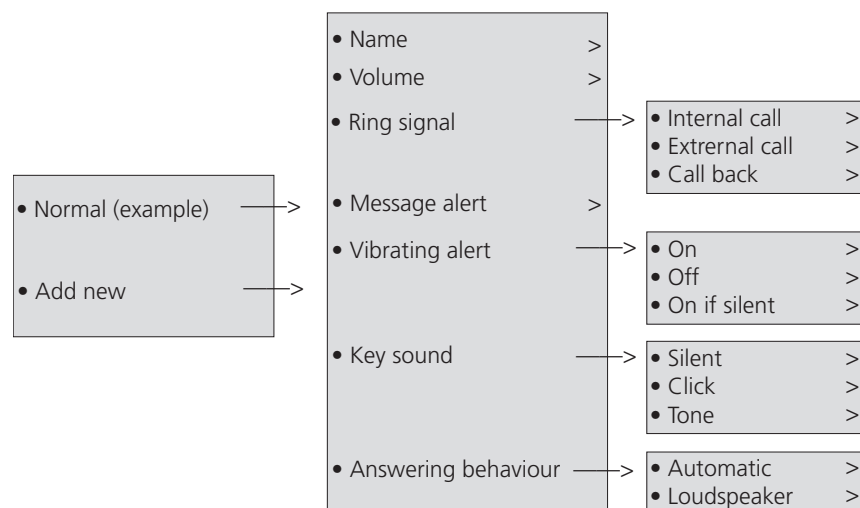 • Normal (example) >
• Add new >
• Name >
• Volume >
• Ring signal >
• Message alert >
• Vibrating alert >
• Key sound >
• Answering behaviour >
• Internal call >
• Extrernal call >
• Call back >
• On >
• Off >
• On if silent >
• Silent >
• Click >
• Tone >
• Automatic >
• Loudspeaker >